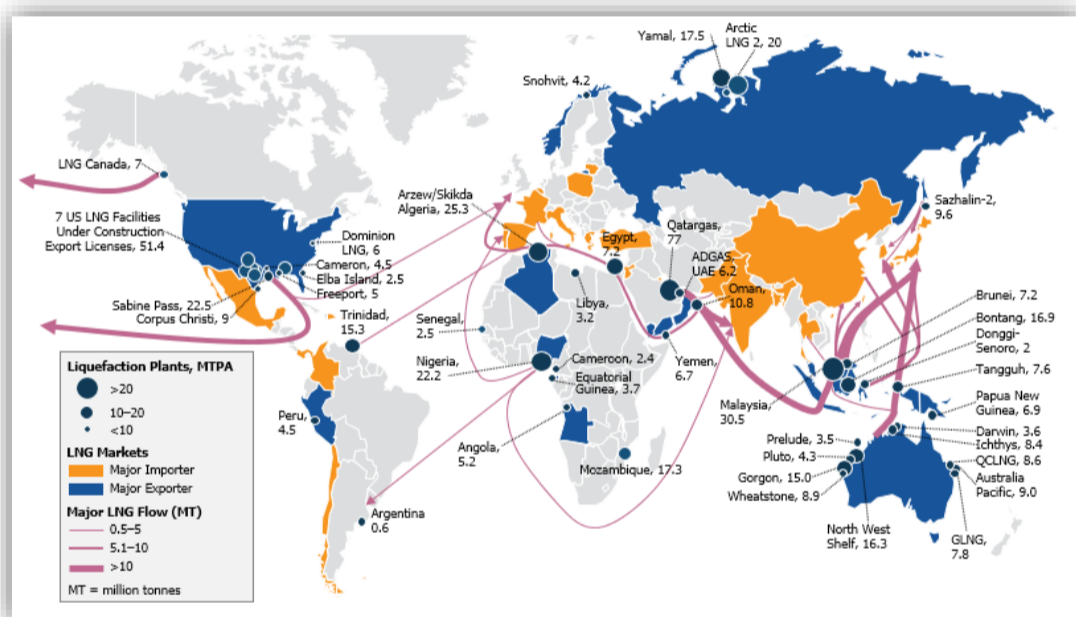 Yamal, 17.5
Arctic
LNG 2, 20
Snohvit, 4.2
LNG Canada, 7
7 US LNG Facilities
Under Construction
Export Licenses, 51.4
Dominion
LNG, 6
Cameron, 4.5
Elba Island, 2.5
Freeport, 5
Sabine Pass, 22.5
Corpus Christi, 9
Trinidad,
15.3
Arzew/Skikda
Algeria, 25.3
Egypt,
7.2
Qatargas,
77
ADGAS,
UAE 6.2
Oman,
10.8
Sazhalin-2,
9.6
Libya,
3.2
Senegal,
2.5
Nigeria,
22.2
Cameroon, 2.4
Equatorial
Guinea, 3.7
Yemen,
6.7
Brunei, 7.2
Bontang, 16.9
Donggi-
Senoro, 2
Tangguh, 7.6
Malaysia,
30.5
Papua New
Guinea, 6.9
Peru,
4.5
Angola,
5.2
Mozambique, 17.3
Prelude, 3.5
Pluto, 4.3
Gorgon, 15.0
Wheatstone, 8.9
Darwin, 3.6
Ichthys, 8.4
QCLNG, 8.6
Australia
Pacific, 9.0
North West
Shelf, 16.3
GLNG,
7.8
Argentina
0.6
Liquefaction Plants, MTPA
>20
10–20
<10
LNG Markets
Major Importer
Major Exporter
Major LNG Flow (MT)
0.5–5
5.1–10
>10
MT = million tonnes